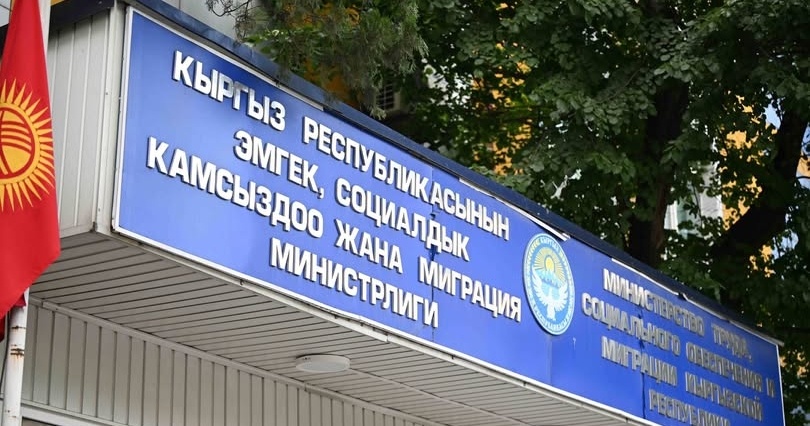 КЫРГЫЗ РЕСПУБЛИКАСЫНЫН
ЭМГЕК, СОЦИАЛДЫК
КАМСЫЗДОО ЖАНА МИГРАЦИЯ
МИНИСТРЛИГИ
МИНИСТЕРСТВО ТРУДА,
СОЦИАЛЬНОГО ОБЕСПЕЧЕНИЯ И
МИГРАЦИИ КЫРГЫЗСКОЙ
РЕСПУБЛИКИ